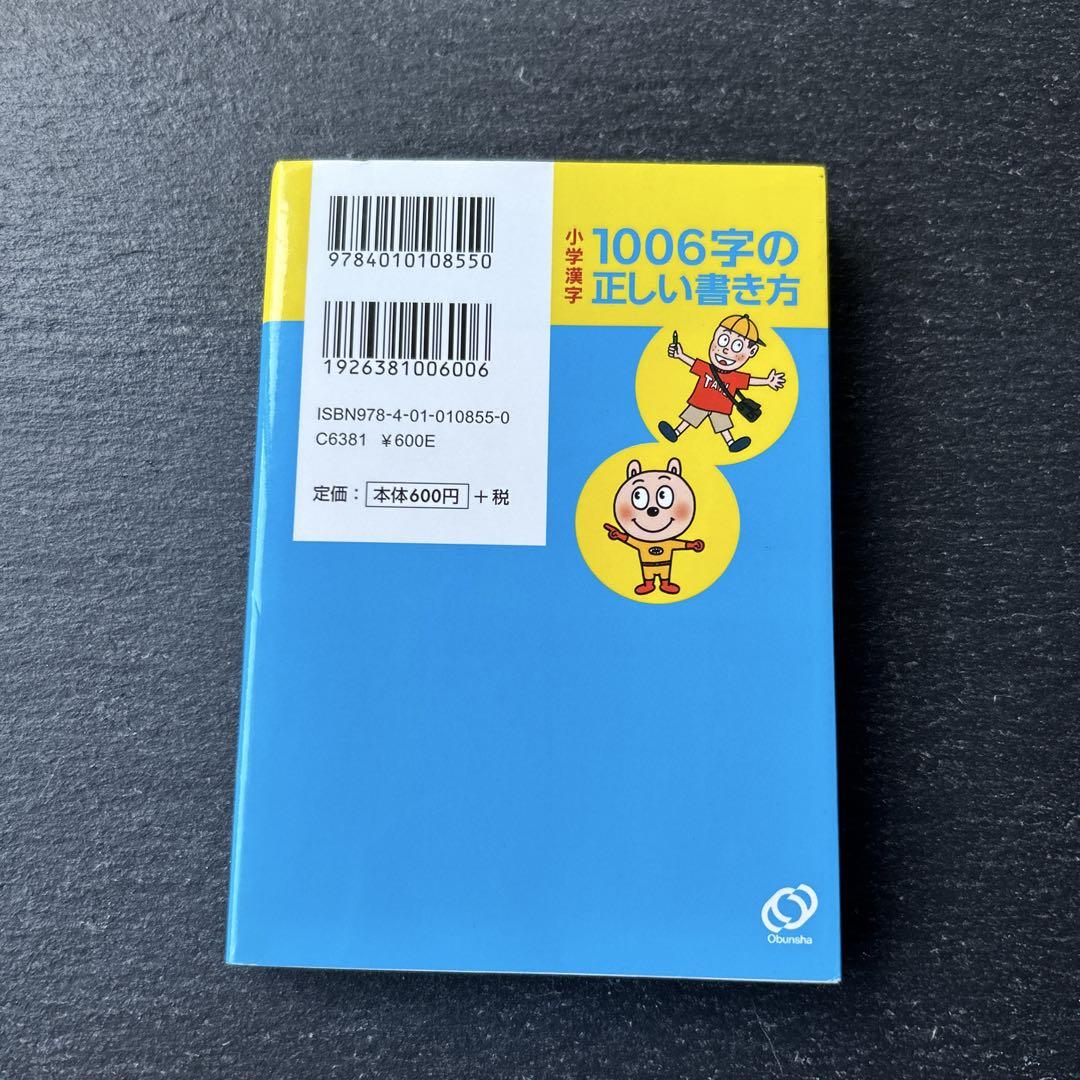 9784010108550
1926381006006
ISBN978-4-01-010855-0
C6381 ¥600E
定価： 本体600円 ＋税
小学漢字
1006字の
正しい書き方
Obunsha